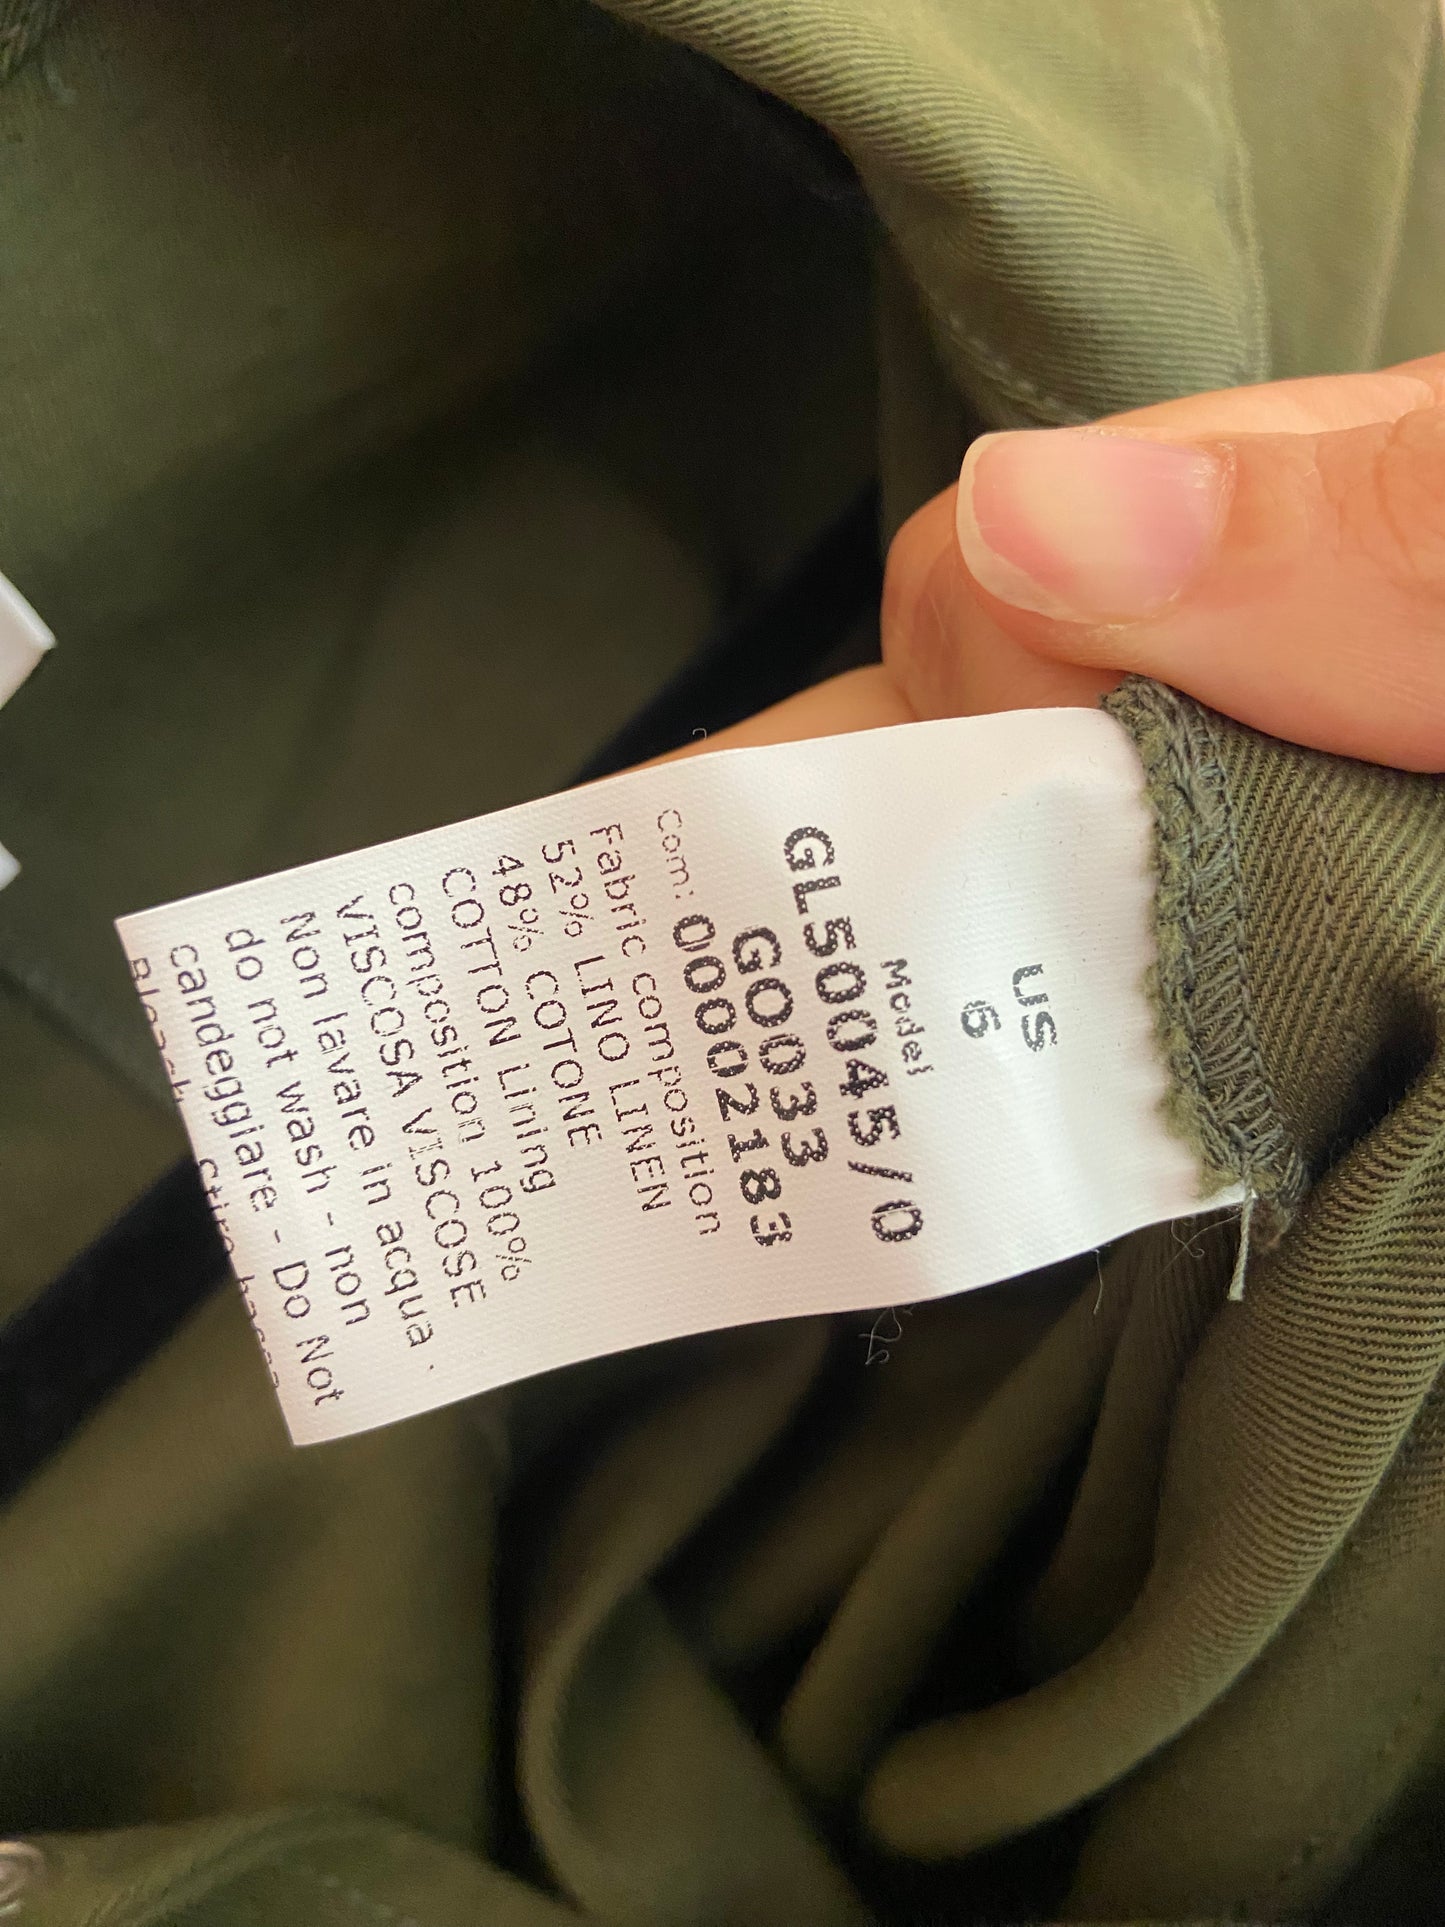 US
6
Model
GL50045/0
G0033
Com: 00002183
Fabric composition
52% LINO LINEN
48% COTONE
COTTON Lining
composition 100%
VISCOSA VISCOSE
Non lavare in acqua .
do not wash - non
candeggiare - Do Not
Bleach